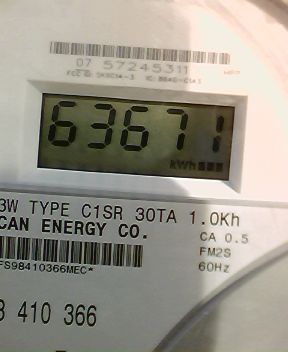 07 57245311
63671
kWh
3W TYPE C1SR 30TA 1.0Kh
CAN ENERGY CO.
CA 0.5
FM2S
60Hz
FS98410366MEC*
3 410 366